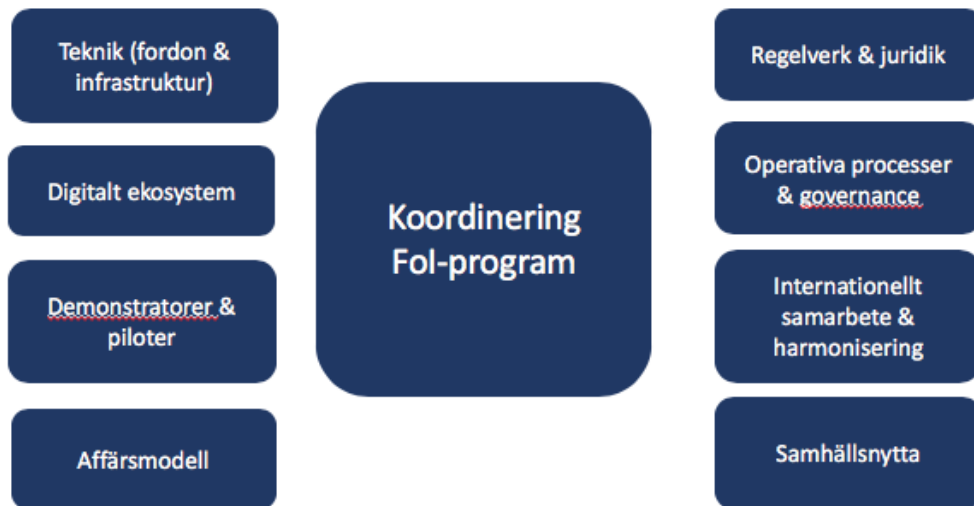 Teknik (fordon &
infrastruktur)
Digitalt ekosystem
Demonstratorer &
piloter
Affärsmodell
Koordinering
FoI-program
Regelverk & juridik
Operativa processer
& governance
Internationellt
samarbete &
harmonisering
Samhällsnytta